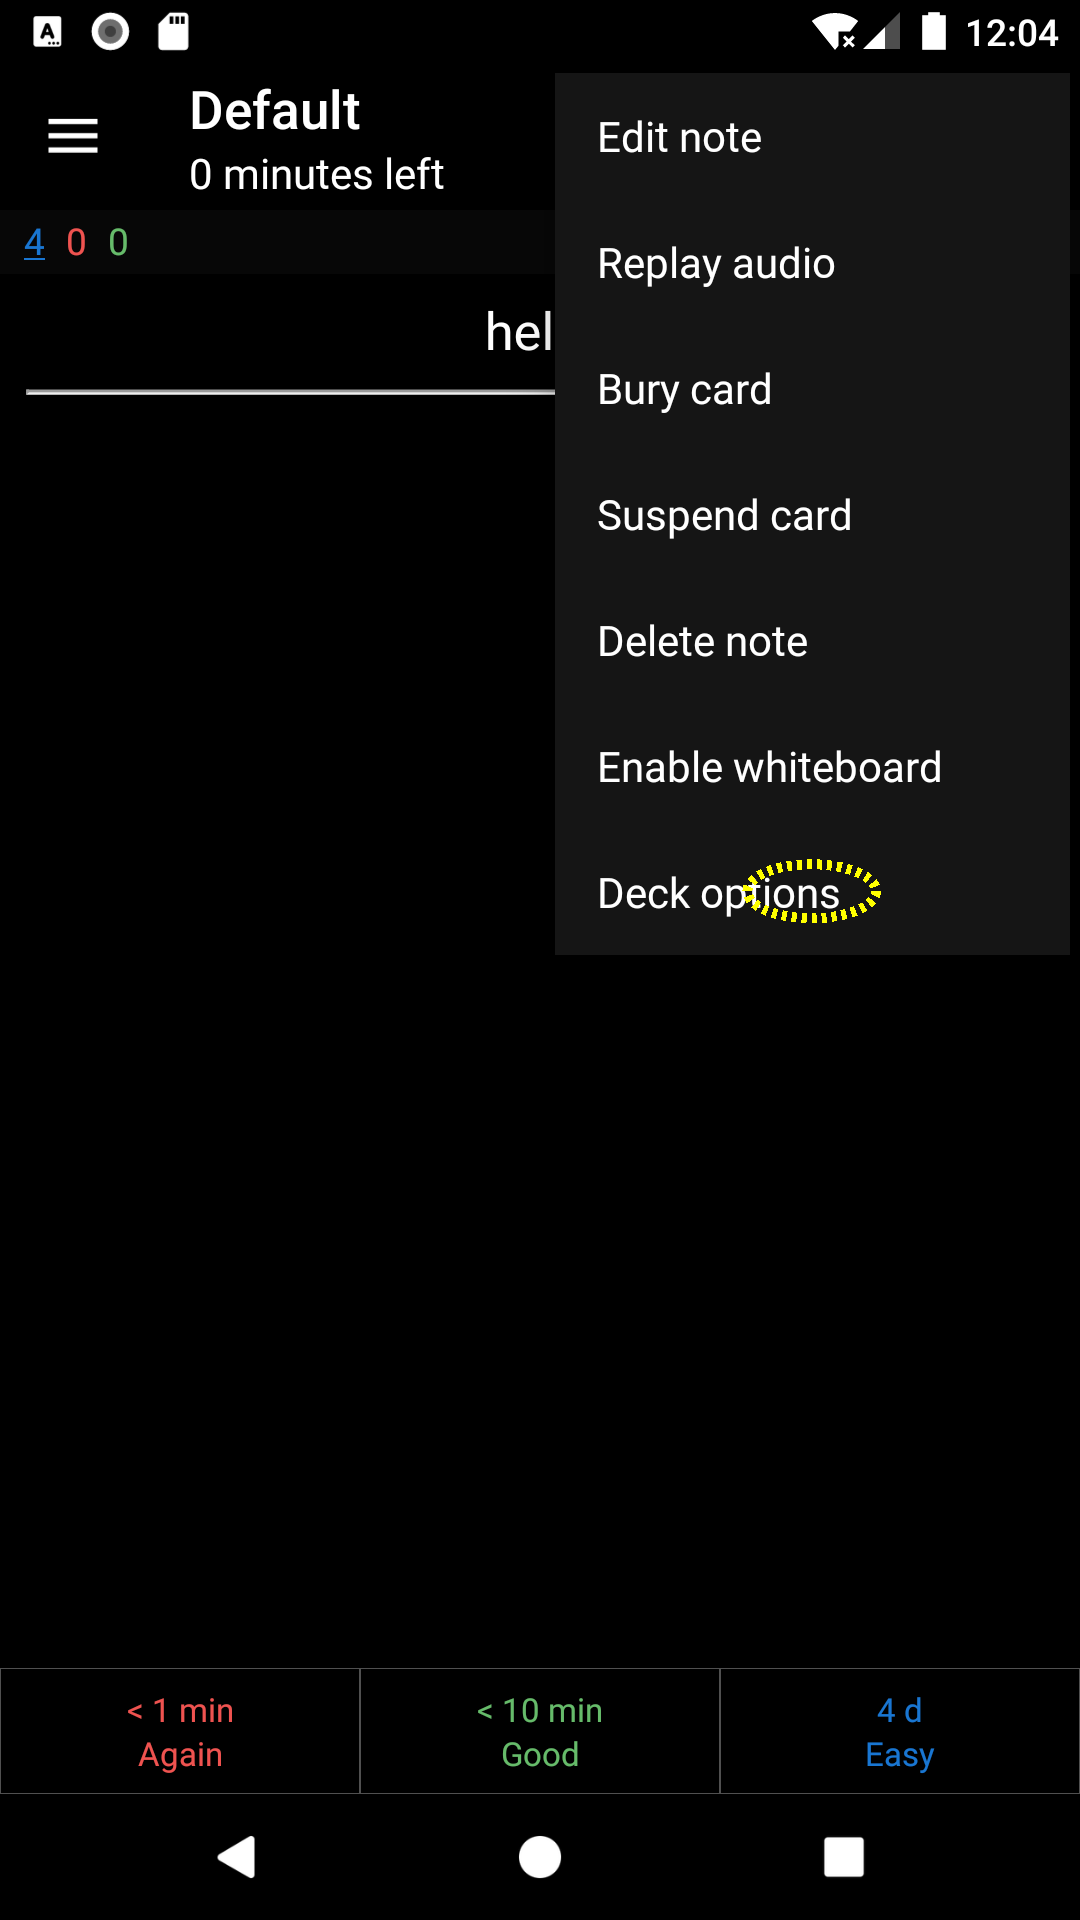 12:04
Default
0 minutes left
4 0 0
hel
Edit note
Replay audio
Bury card
Suspend card
Delete note
Enable whiteboard
Deck options
< 1 min
Again
< 10 min
Good
4 d
Easy